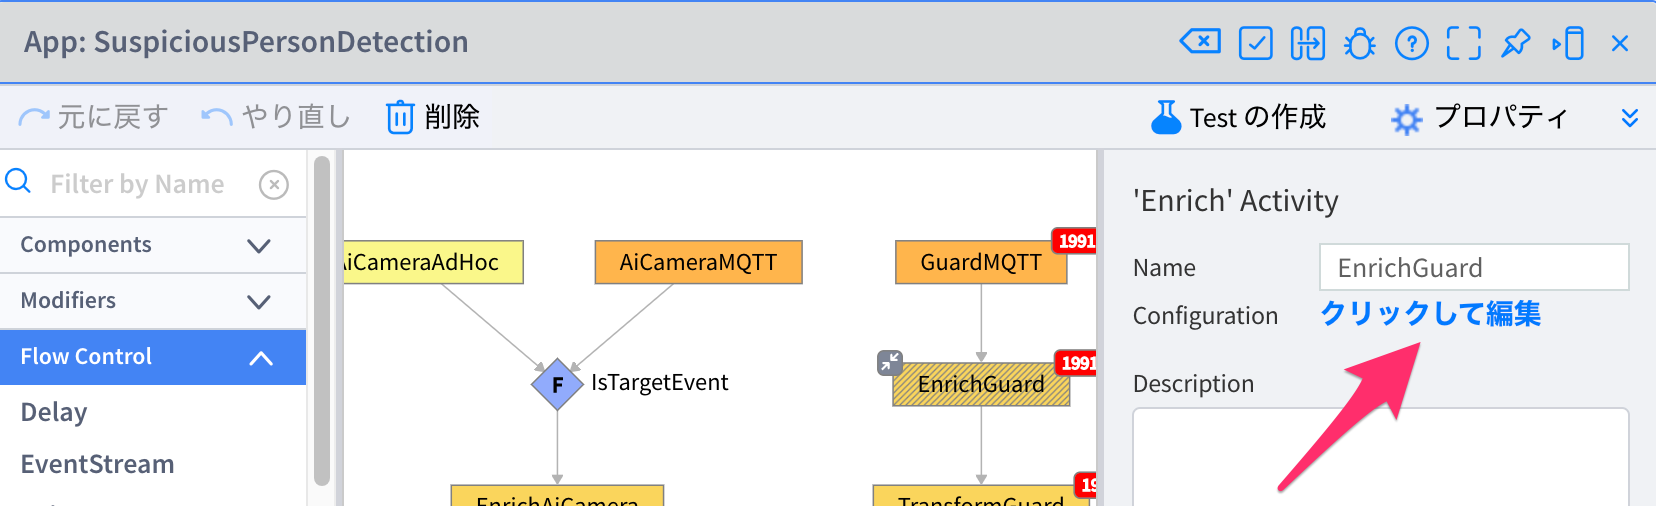 App: SuspiciousPersonDetection
元に戻す やり直し 削除 Test の作成 プロパティ
Filter by Name
Components
Modifiers
Flow Control
Delay
EventStream
iCameraAdHoc
AiCameraMQTT
GuardMQTT
1991
F
IsTargetEvent
EnrichGuard
1991
EnrichAiCamera
TransformGuard
19
'Enrich' Activity
Name EnrichGuard
Configuration クリックして編集
Description